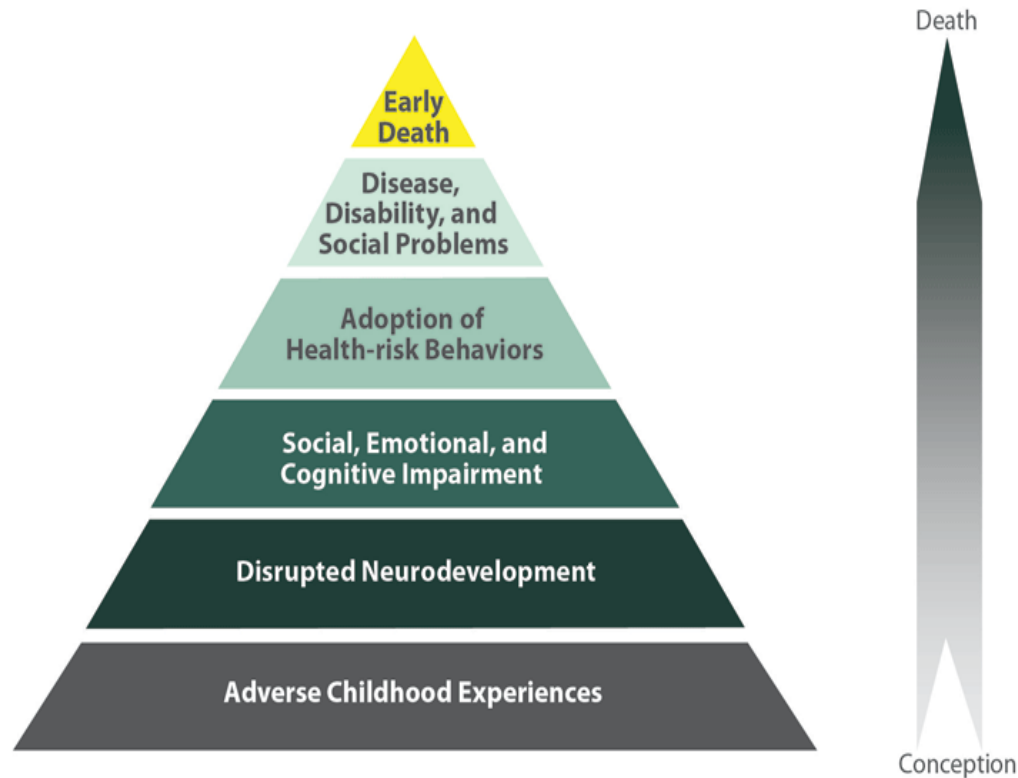 Death
Early
Death
Disease,
Disability, and
Social Problems
Adoption of
Health-risk Behaviors
Social, Emotional, and
Cognitive Impairment
Disrupted Neurodevelopment
Adverse Childhood Experiences
Conception